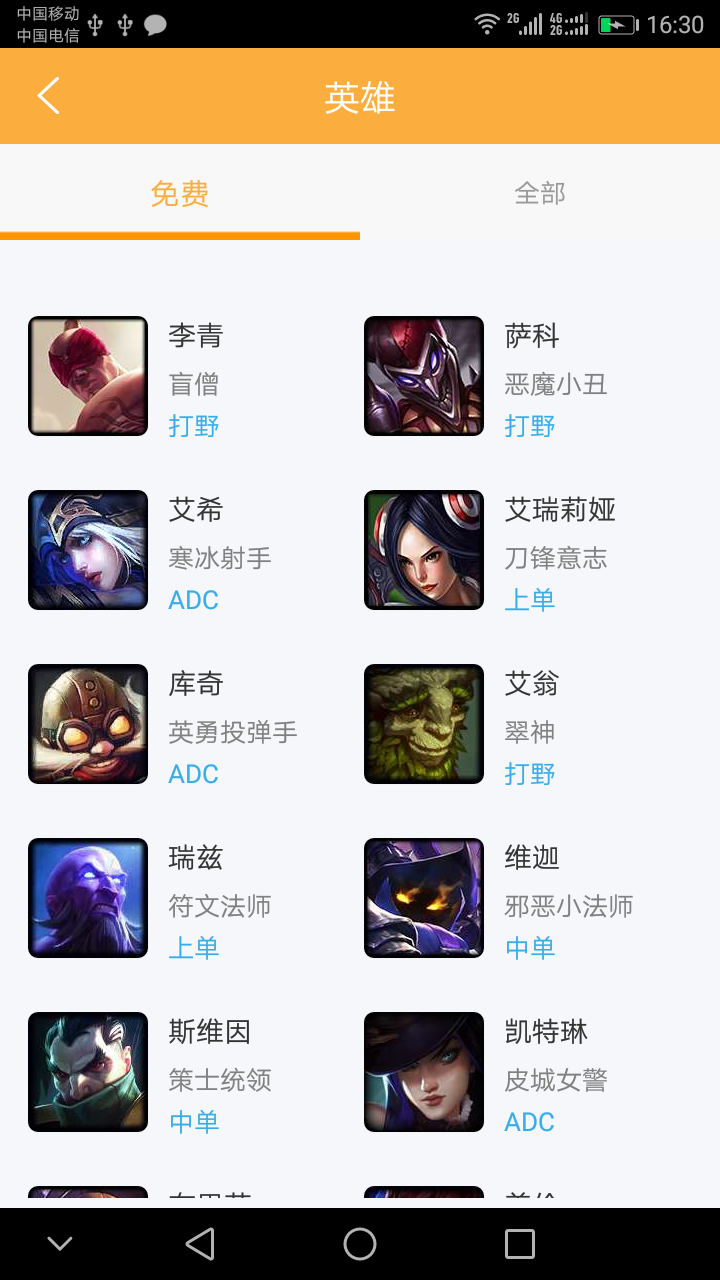 中国移动
中国电信
2G
4G
2G
16:30
英雄
免费
全部
李青
盲僧
打野
萨科
恶魔小丑
打野
艾希
寒冰射手
ADC
艾瑞莉娅
刀锋意志
上单
库奇
英勇投弹手
ADC
艾翁
翠神
打野
瑞兹
符文法师
上单
维迦
邪恶小法师
中单
斯维因
策士统领
中单
凯特琳
皮城女警
ADC